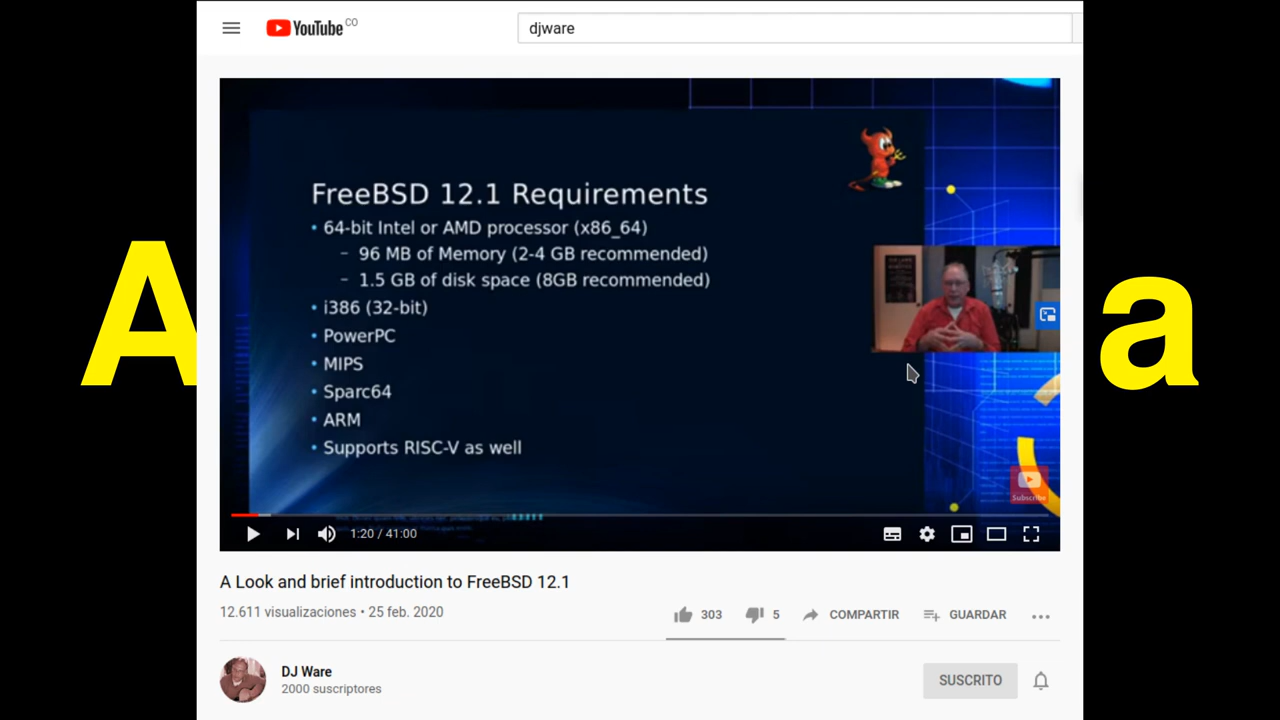 YouTube CO
djware
FreeBSD 12.1 Requirements
• 64-bit Intel or AMD processor (x86_64)
– 96 MB of Memory (2-4 GB recommended)
– 1.5 GB of disk space (8GB recommended)
• i386 (32-bit)
• PowerPC
• MIPS
• Sparc64
• ARM
• Supports RISC-V as well
A
a
Subscribe
1:20 / 41:00
A Look and brief introduction to FreeBSD 12.1
12.611 visualizaciones • 25 feb. 2020
303
5
COMPARTIR
GUARDAR
DJ Ware
2000 suscriptores
SUSCRITO